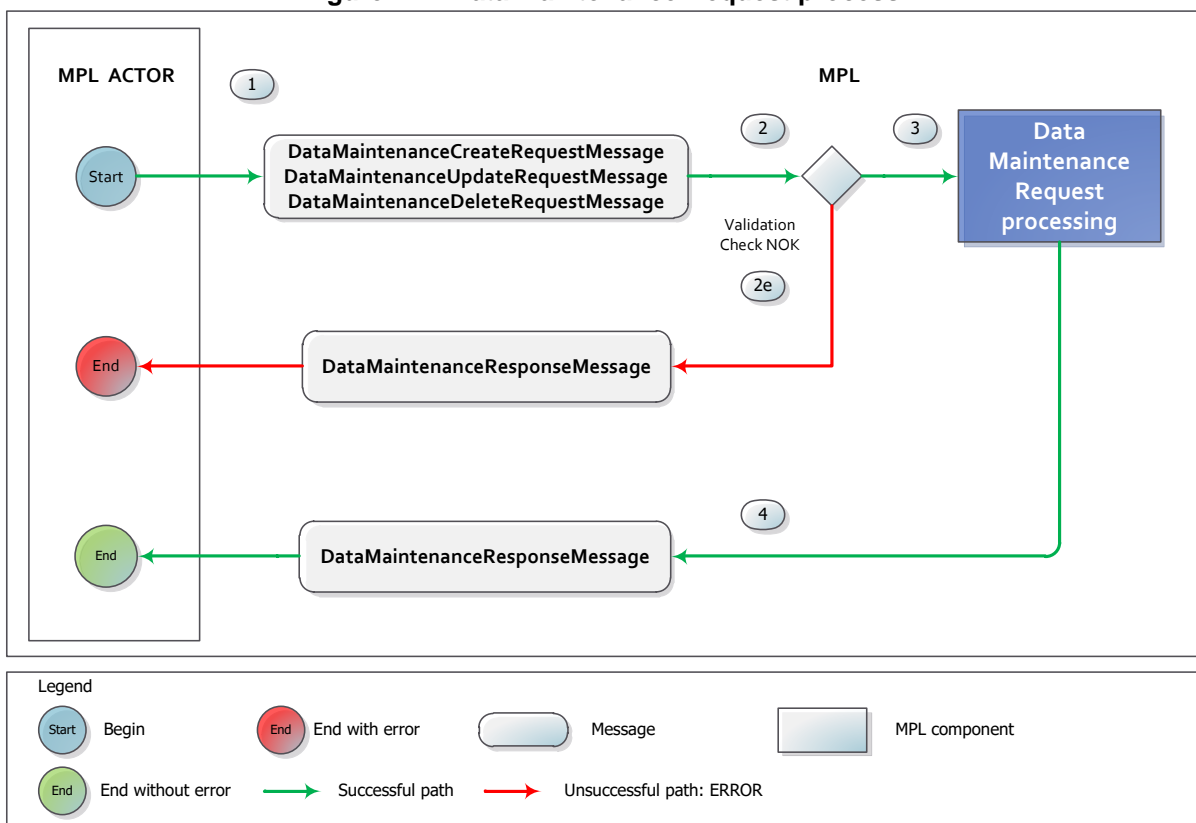 MPL ACTOR
1
MPL
2
3
Data
Maintenance
Request
processing
Start
DataMaintenanceCreateRequestMessage
DataMaintenanceUpdateRequestMessage
DataMaintenanceDeleteRequestMessage
Validation
Check NOK
2e
End
DataMaintenanceResponseMessage
4
End
DataMaintenanceResponseMessage
Legend
Start
Begin
End
End with error
Message
MPL component
End
End without error
Successful path
Unsuccessful path: ERROR